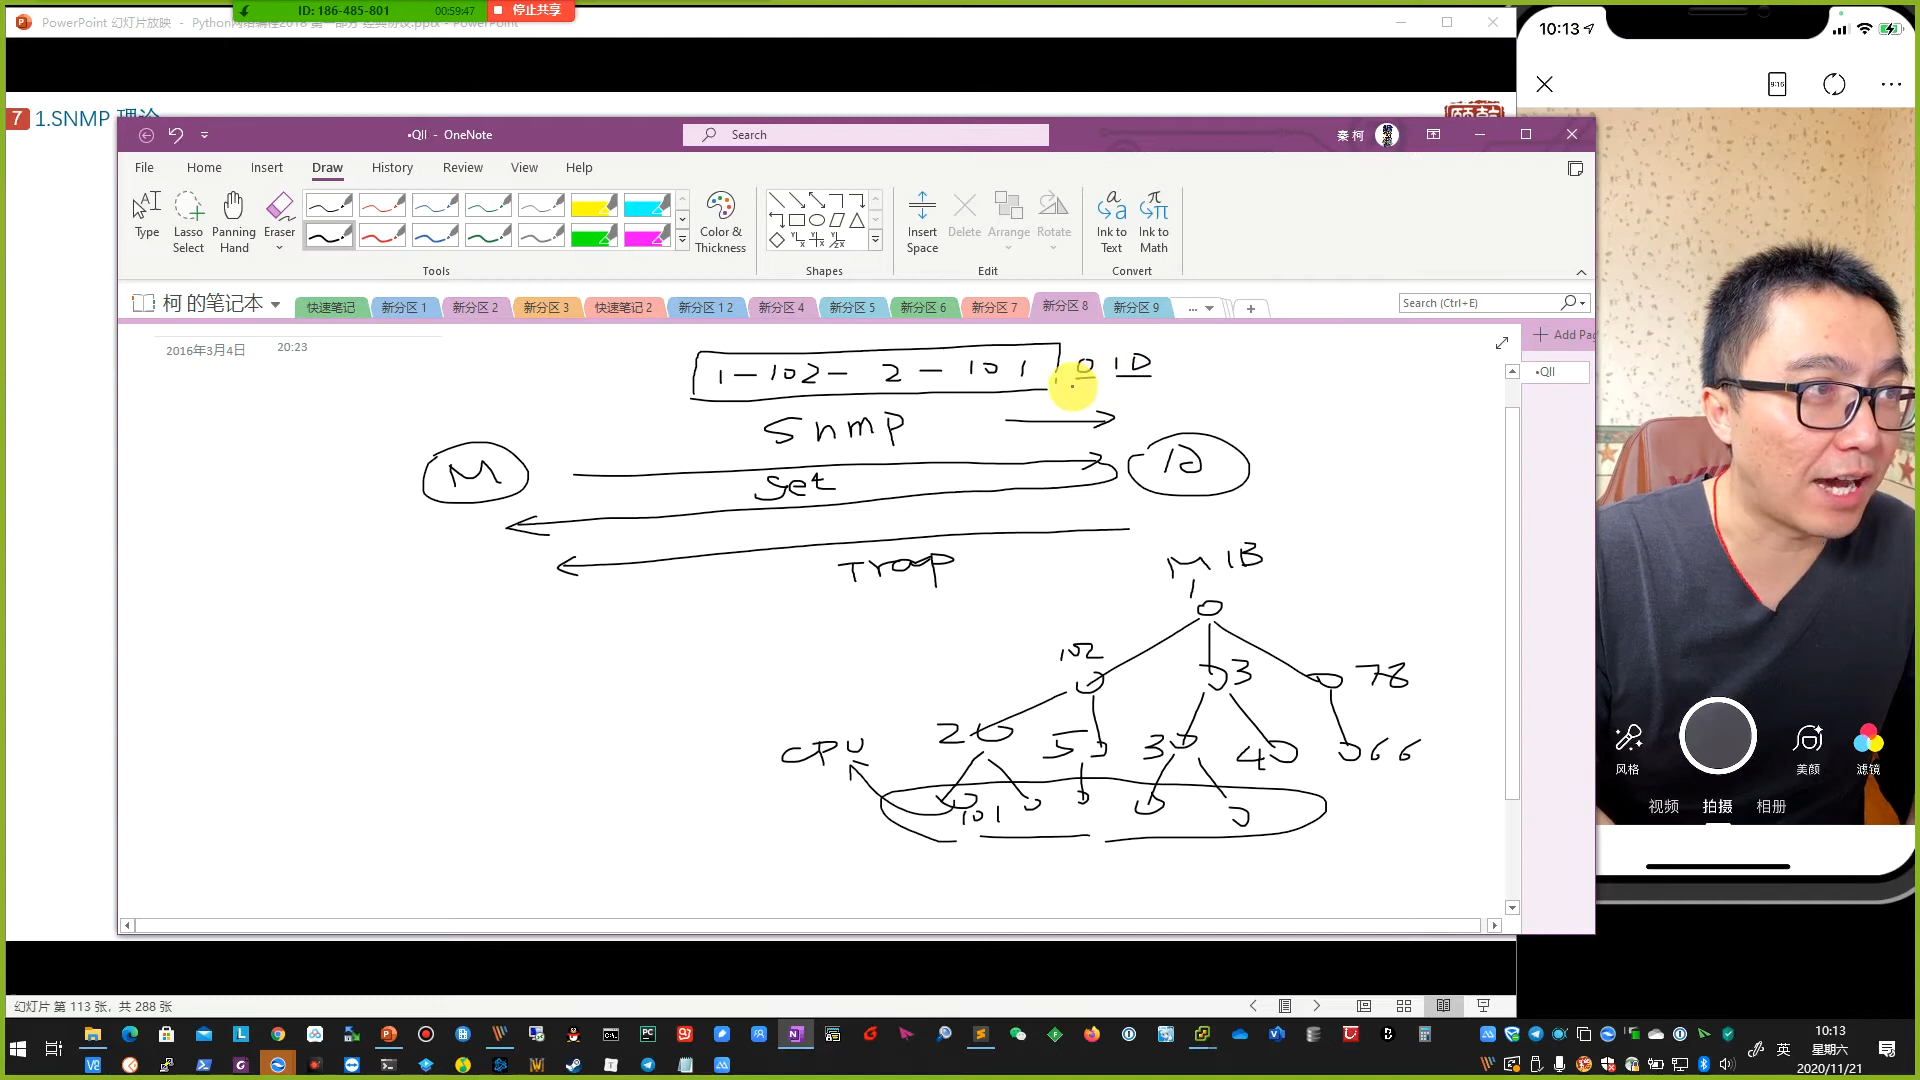 PowerPoint 幻灯片放映 - Python网络编程2018 第一部分 经典协议.pptx - PowerPoint
ID: 186-485-801
00:59:47
停止共享
10:13
7
1.SNMP 理论
•QII - OneNote
Search
秦 柯
File
Home
Insert
Draw
History
Review
View
Help
Type
Lasso
Select
Panning
Hand
Eraser
Color &
Thickness
Insert
Space
Delete
Arrange
Rotate
Ink to
Text
Ink to
Math
Tools
Shapes
Edit
Convert
柯 的笔记本
快速笔记
新分区 1
新分区 2
新分区 3
快速笔记 2
新分区 1 2
新分区 4
新分区 5
新分区 6
新分区 7
新分区 8
新分区 9
...
Search (Ctrl+E)
Add Pag
•QII
2016年3月4日
20:23
1 - 102 - 2 - 101
OID
Snmp
M
Set
Trap
MIB
1
102
3
78
CPU
2
5
3
4
66
101
9:16
风格
美颜
滤镜
视频
拍摄
相册
幻灯片 第 113 张，共 288 张
英
10:13
星期六
2020/11/21